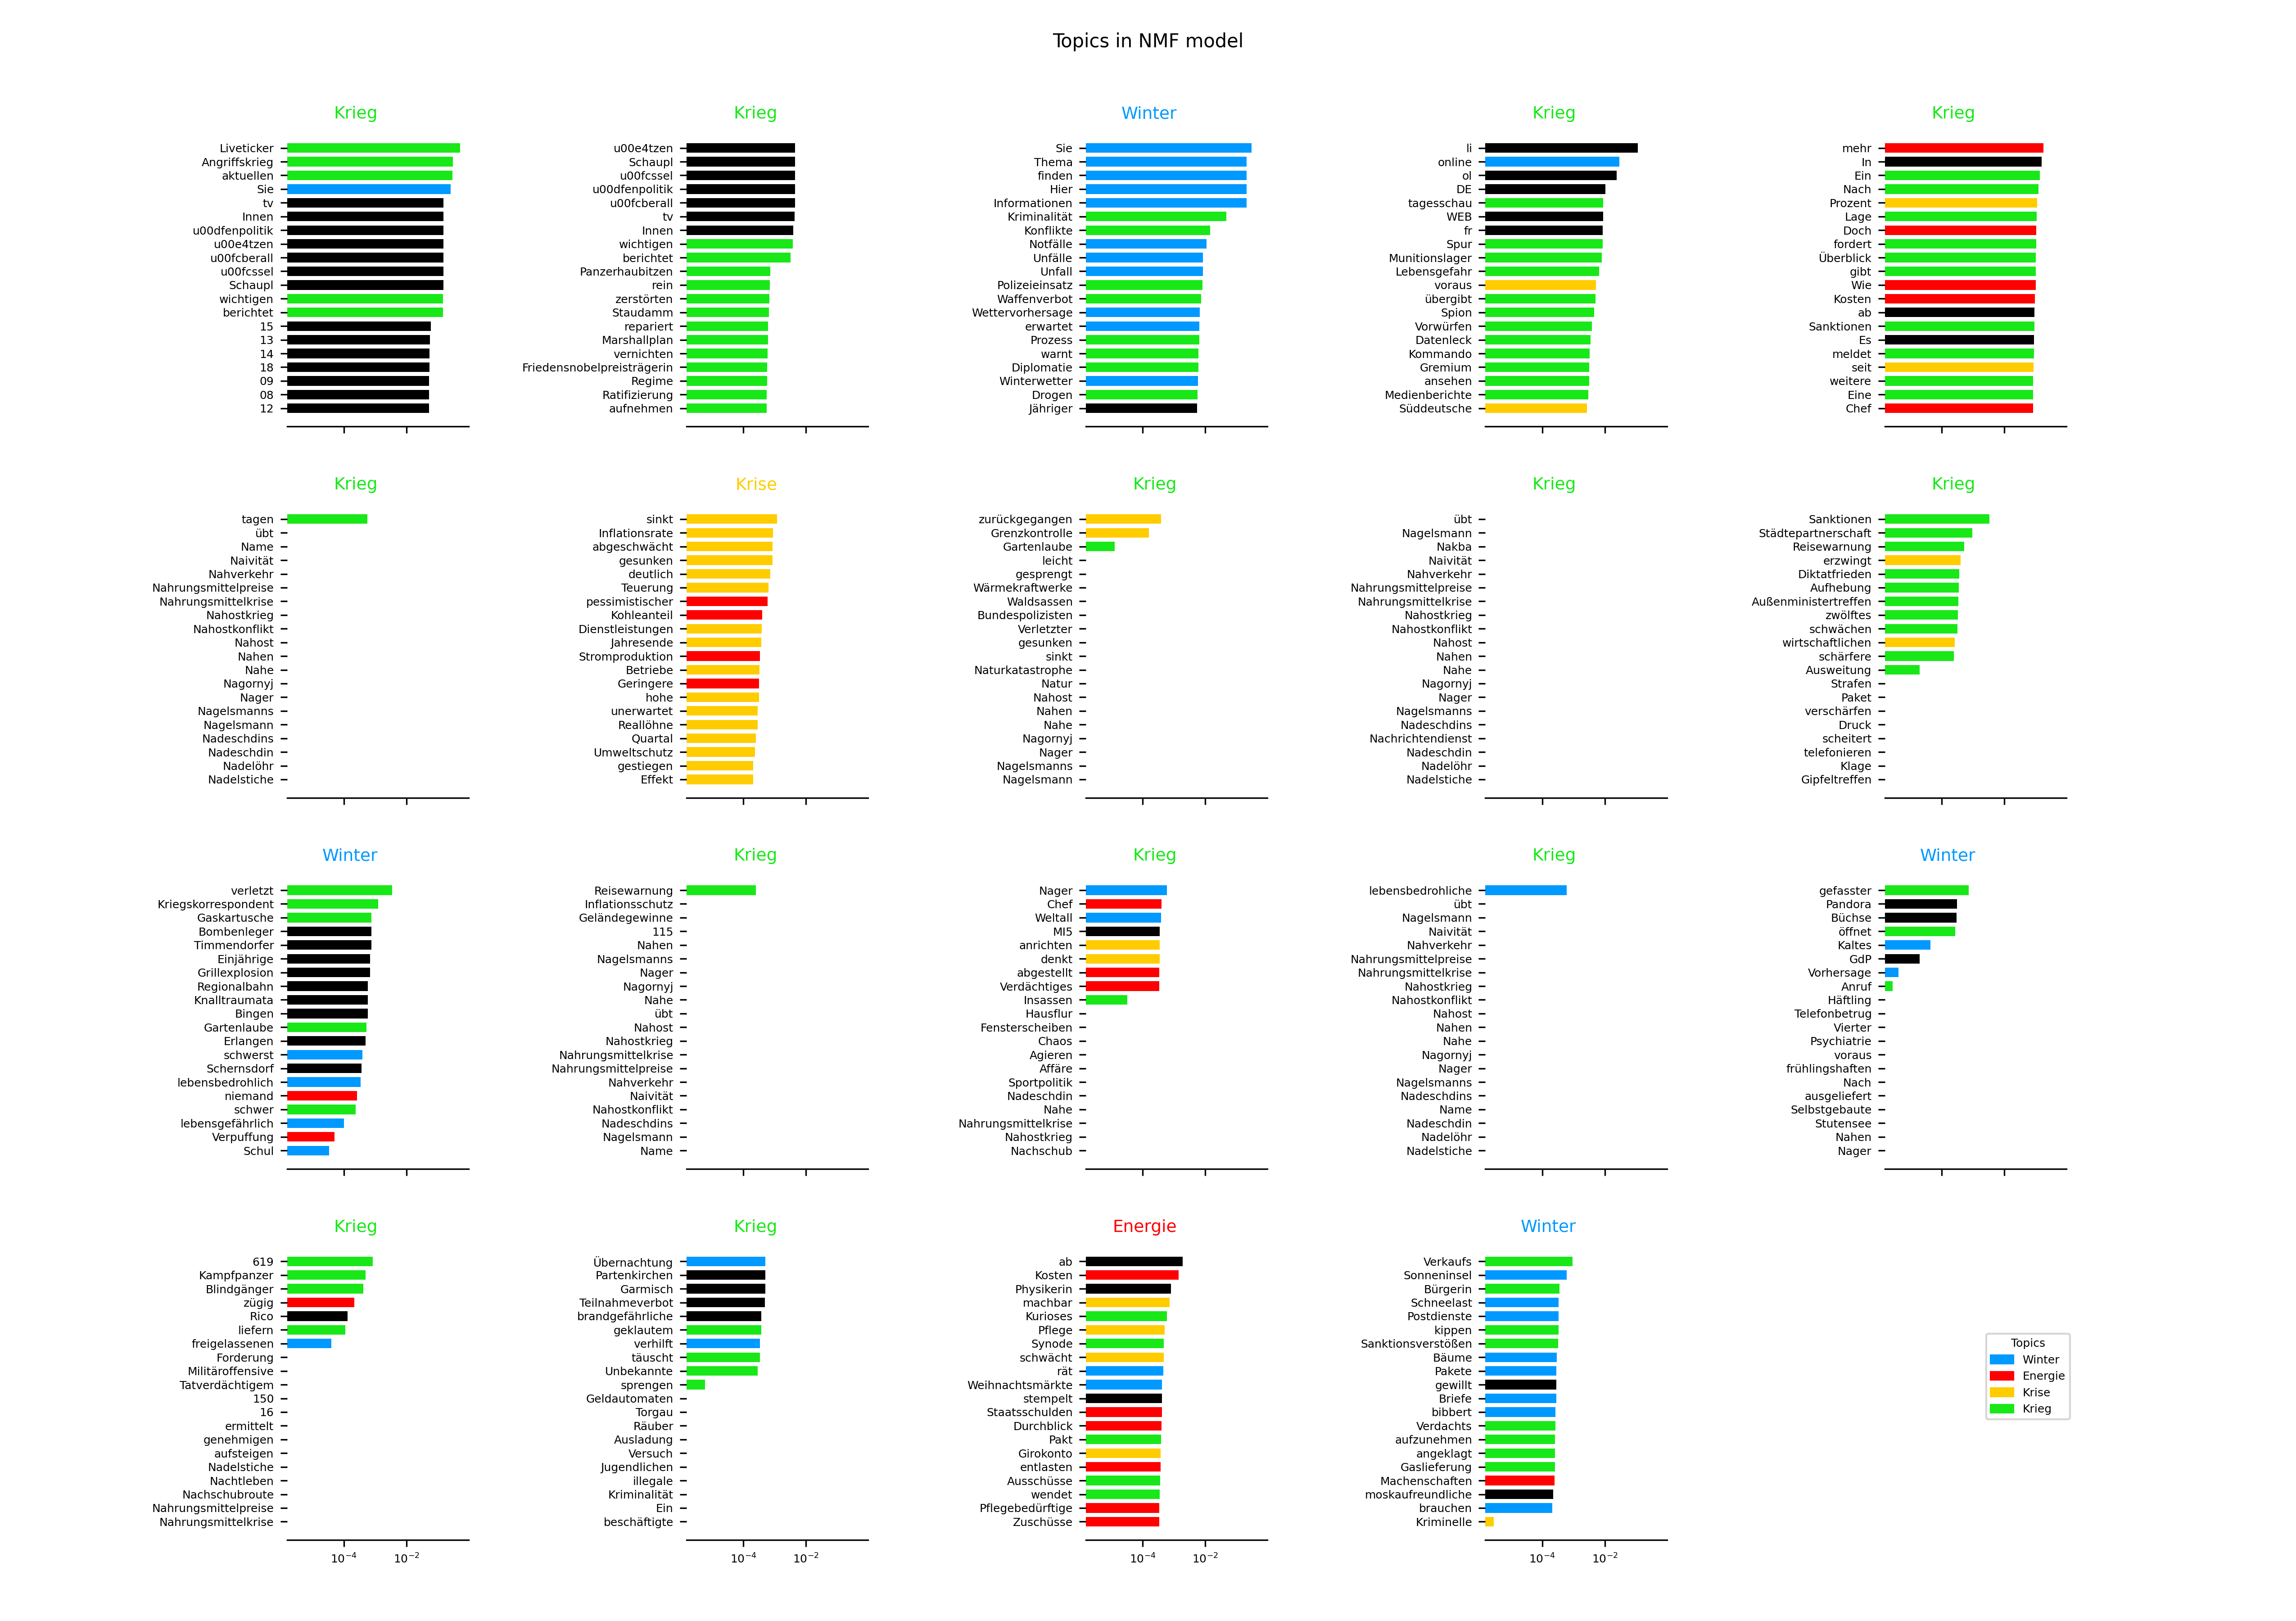 Topics in NMF model
Krieg
Liveticker
Angriffskrieg
aktuellen
Sie
tv
Innen
u00dfenpolitik
u00e4tzen
u00fcberall
u00fcssel
Schaupl
wichtigen
berichtet
15
13
14
18
09
08
12
Krieg
u00e4tzen
Schaupl
u00fcssel
u00dfenpolitik
u00fcberall
tv
Innen
wichtigen
berichtet
Panzerhaubitzen
rein
zerstörten
Staudamm
repariert
Marshallplan
vernichten
Friedensnobelpreisträgerin
Regime
Ratifizierung
aufnehmen
Winter
Sie
Thema
finden
Hier
Informationen
Kriminalität
Konflikte
Notfälle
Unfälle
Unfall
Polizeieinsatz
Waffenverbot
Wettervorhersage
erwartet
Prozess
warnt
Diplomatie
Winterwetter
Drogen
Jähriger
Krieg
li
online
ol
DE
tagesschau
WEB
fr
Spur
Munitionslager
Lebensgefahr
voraus
übergibt
Spion
Vorwürfen
Datenleck
Kommando
Gremium
ansehen
Medienberichte
Süddeutsche
Krieg
mehr
In
Ein
Nach
Prozent
Lage
Doch
fordert
Überblick
gibt
Wie
Kosten
ab
Sanktionen
Es
meldet
seit
weitere
Eine
Chef
Krieg
tagen
übt
Name
Naivität
Nahverkehr
Nahrungsmittelpreise
Nahrungsmittelkrise
Nahostkrieg
Nahostkonflikt
Nahost
Nahen
Nahe
Nagornyj
Nager
Nagelsmanns
Nagelsmann
Nadeschdins
Nadeschdin
Nadelöhr
Nadelstiche
Krise
sinkt
Inflationsrate
abgeschwächt
gesunken
deutlich
Teuerung
pessimistischer
Kohleanteil
Dienstleistungen
Jahresende
Stromproduktion
Betriebe
Geringere
hohe
unerwartet
Reallöhne
Quartal
Umweltschutz
gestiegen
Effekt
Krieg
zurückgegangen
Grenzkontrolle
Gartenlaube
leicht
gesprengt
Wärmekraftwerke
Waldsassen
Bundespolizisten
Verletzter
gesunken
sinkt
Naturkatastrophe
Natur
Nahost
Nahen
Nahe
Nagornyj
Nager
Nagelsmanns
Nagelsmann
Krieg
übt
Nagelsmann
Nakba
Naivität
Nahverkehr
Nahrungsmittelpreise
Nahrungsmittelkrise
Nahostkrieg
Nahostkonflikt
Nahost
Nahen
Nahe
Nagornyj
Nager
Nagelsmanns
Nadeschdins
Nachrichtendienst
Nadeschdin
Nadelöhr
Nadelstiche
Krieg
Sanktionen
Städtepartnerschaft
Reisewarnung
erzwingt
Diktatfrieden
Aufhebung
Außenministertreffen
zwölftes
schwächen
wirtschaftlichen
schärfere
Ausweitung
Strafen
Paket
verschärfen
Druck
scheitert
telefonieren
Klage
Gipfeltreffen
Winter
verletzt
Kriegskorrespondent
Gaskartusche
Bombenleger
Timmendorfer
Einjährige
Grillexplosion
Regionalbahn
Knalltraumata
Bingen
Gartenlaube
Erlangen
schwerst
Schernsdorf
lebensbedrohlich
niemand
schwer
lebensgefährlich
Verpuffung
Schul
Krieg
Reisewarnung
Inflationsschutz
Geländegewinne
115
Nahen
Nagelsmanns
Nager
Nagornyj
Nahe
übt
Nahost
Nahostkrieg
Nahrungsmittelkrise
Nahrungsmittelpreise
Nahverkehr
Naivität
Nahostkonflikt
Nadeschdins
Nagelsmann
Name
Krieg
Nager
Chef
Weltall
MI5
anrichten
denkt
abgestellt
Verdächtiges
Insassen
Hausflur
Fensterscheiben
Chaos
Agieren
Affäre
Sportpolitik
Nadeschdin
Nahe
Nahrungsmittelkrise
Nahostkrieg
Nachschub
Krieg
lebensbedrohliche
übt
Nagelsmann
Naivität
Nahverkehr
Nahrungsmittelpreise
Nahrungsmittelkrise
Nahostkrieg
Nahostkonflikt
Nahost
Nahen
Nahe
Nagornyj
Nager
Nagelsmanns
Nadeschdins
Name
Nadeschdin
Nadelöhr
Nadelstiche
Winter
gefasster
Pandora
Büchse
öffnet
Kaltes
GdP
Vorhersage
Anruf
Häftling
Telefonbetrug
Vierter
Psychiatrie
voraus
frühlingshaften
Nach
ausgeliefert
Selbstgebaute
Stutensee
Nahen
Nager
Krieg
619
Kampfpanzer
Blindgänger
zügig
Rico
liefern
freigelassenen
Forderung
Militäroffensive
Tatverdächtigem
150
16
ermittelt
genehmigen
aufsteigen
Nadelstiche
Nachtleben
Nachschubroute
Nahrungsmittelpreise
Nahrungsmittelkrise
10⁻⁴ 10⁻²
Krieg
Übernachtung
Partenkirchen
Garmisch
Teilnahmeverbot
brandgefährliche
geklautem
verhilft
täuscht
Unbekannte
sprengen
Geldautomaten
Torgau
Räuber
Ausladung
Versuch
Jugendlichen
illegale
Kriminalität
Ein
beschäftigte
10⁻⁴ 10⁻²
Energie
ab
Kosten
Physikerin
machbar
Kurioses
Pflege
Synode
schwächt
rät
Weihnachtsmärkte
stempelt
Staatsschulden
Durchblick
Pakt
Girokonto
entlasten
Ausschüsse
wendet
Pflegebedürftige
Zuschüsse
10⁻⁴ 10⁻²
Winter
Verkaufs
Sonneninsel
Bürgerin
Schneelast
Postdienste
kippen
Sanktionsverstößen
Bäume
Pakete
gewillt
Briefe
bibbert
Verdachts
aufzunehmen
angeklagt
Gaslieferung
Machenschaften
moskaufreundliche
brauchen
Kriminelle
10⁻⁴ 10⁻²
Topics
Winter
Energie
Krise
Krieg